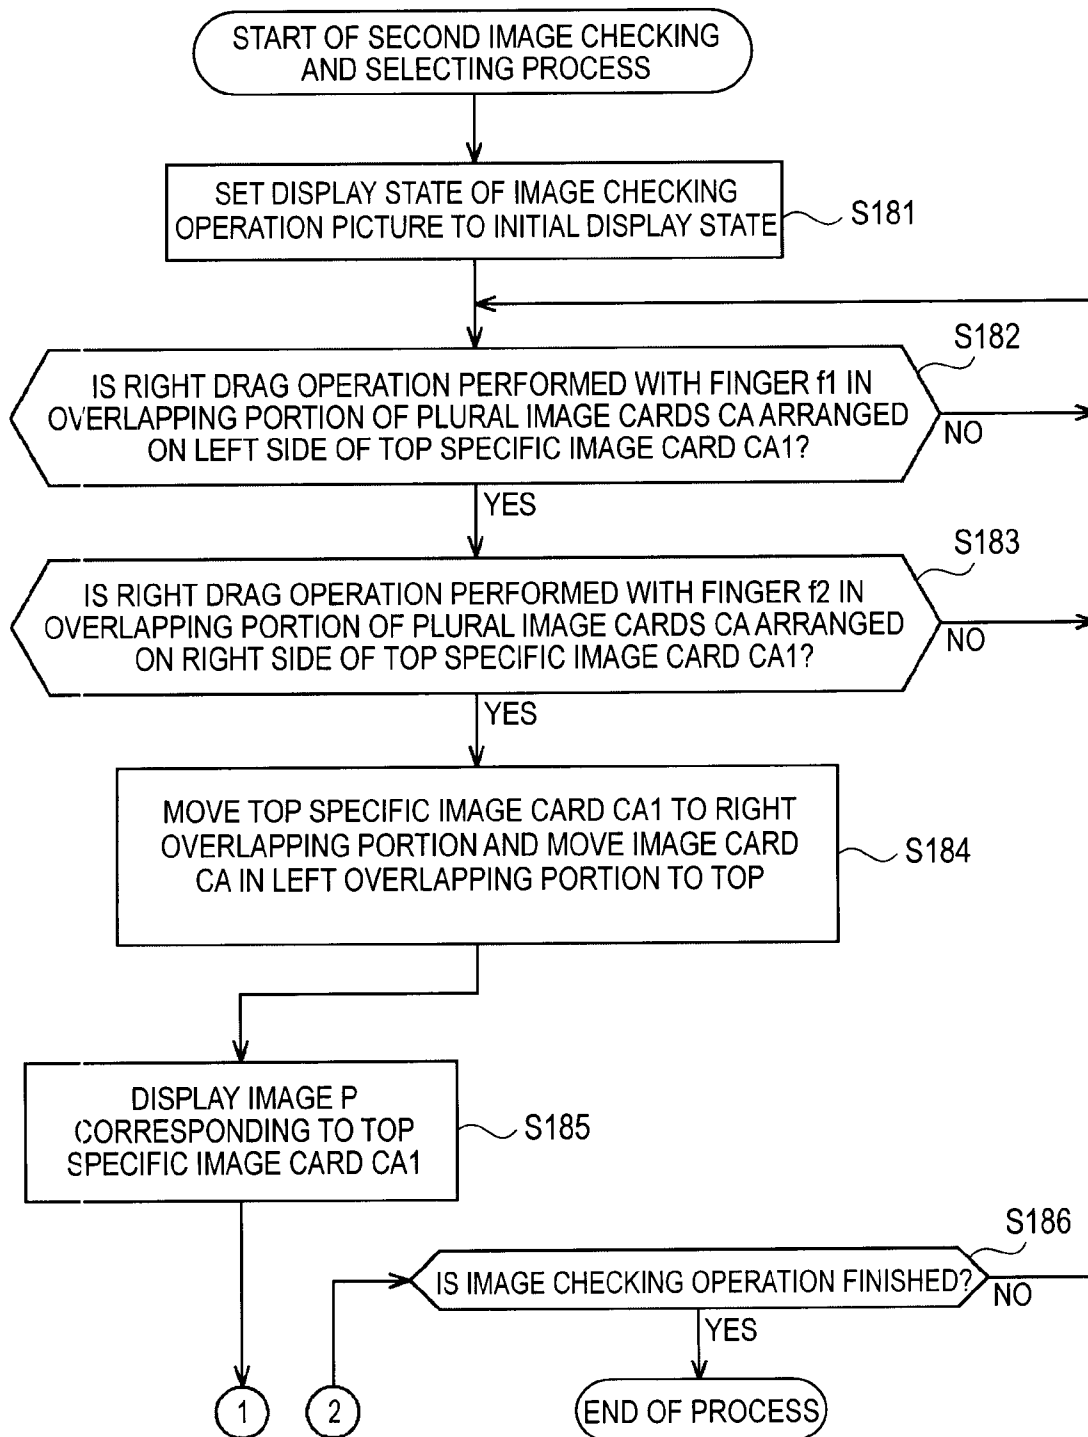 START OF SECOND IMAGE CHECKING
AND SELECTING PROCESS
SET DISPLAY STATE OF IMAGE CHECKING
OPERATION PICTURE TO INITIAL DISPLAY STATE
S181
S182
IS RIGHT DRAG OPERATION PERFORMED WITH FINGER f1 IN
OVERLAPPING PORTION OF PLURAL IMAGE CARDS CA ARRANGED
ON LEFT SIDE OF TOP SPECIFIC IMAGE CARD CA1?
NO
YES
S183
IS RIGHT DRAG OPERATION PERFORMED WITH FINGER f2 IN
OVERLAPPING PORTION OF PLURAL IMAGE CARDS CA ARRANGED
ON RIGHT SIDE OF TOP SPECIFIC IMAGE CARD CA1?
NO
YES
MOVE TOP SPECIFIC IMAGE CARD CA1 TO RIGHT
OVERLAPPING PORTION AND MOVE IMAGE CARD
CA IN LEFT OVERLAPPING PORTION TO TOP
S184
DISPLAY IMAGE P
CORRESPONDING TO TOP
SPECIFIC IMAGE CARD CA1
S185
S186
IS IMAGE CHECKING OPERATION FINISHED?
NO
YES
1
2
END OF PROCESS